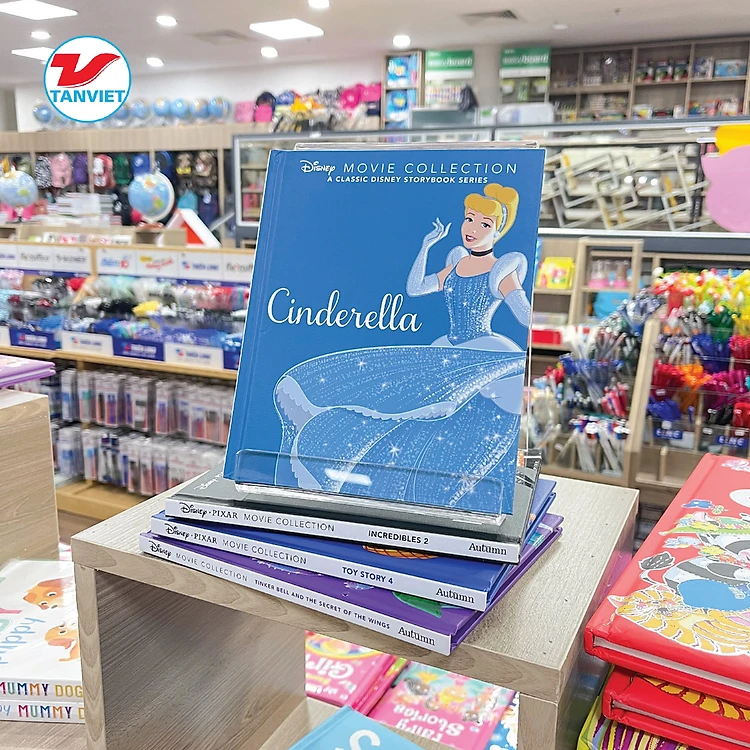 TANVIET
Disney MOVIE COLLECTION
A CLASSIC DISNEY STORYBOOK SERIES
Cinderella
Disney · PIXAR MOVIE COLLECTION INCREDIBLES 2 Autumn
Disney · PIXAR MOVIE COLLECTION TOY STORY 4 Autumn
Disney MOVIE COLLECTION TINKER BELL AND THE SECRET OF THE WINGS Autumn
MUMMY DOG
MUMMY DOG
Stories